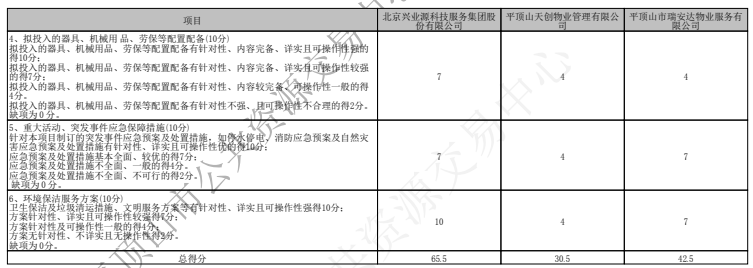 项目
北京兴业源科技服务集团股份有限公司
平顶山天创物业管理有限公司
平顶山市瑞安达物业服务有限公司
4、拟投入的器具、机械用品、劳保等配置配备(10分)
拟投入的器具、机械用品、劳保等配置配备有针对性、内容完备、详实且可操作性强的得10分；
拟投入的器具、机械用品、劳保等配置配备有针对性、内容完备、详实且可操作性较强的得7分；
拟投入的器具、机械用品、劳保等配置配备有针对性、内容较完备、可操作性一般的得4分。
拟投入的器具、机械用品、劳保等配置配备有针对性不强、且可操作性不合理的得2分。
缺项为0分。
7
4
4
5、重大活动、突发事件应急保障措施(10分)
针对本项目制订的突发事件应急预案及处置措施，如停水停电、消防应急预案及自然灾害应急预案及处置措施有针对性、详实且可操作性优的得10分；
应急预案及处置措施基本全面、较优的得7分；
应急预案及处置措施不全面、一般的得4分。
应急预案及处置措施不全面、不可行的得2分。
缺项为0分。
7
4
7
6、环境保洁服务方案(10分)
卫生保洁及垃圾清运措施、文明服务方案等有针对性、详实且可操作性强得10分；
方案针对性、详实且可操作性较强得7分；
方案针对性及可操作性一般的得4分；
方案无针对性、不详实且无操作性得2分。
缺项为0分。
10
4
7
总得分
65.5
30.5
42.5